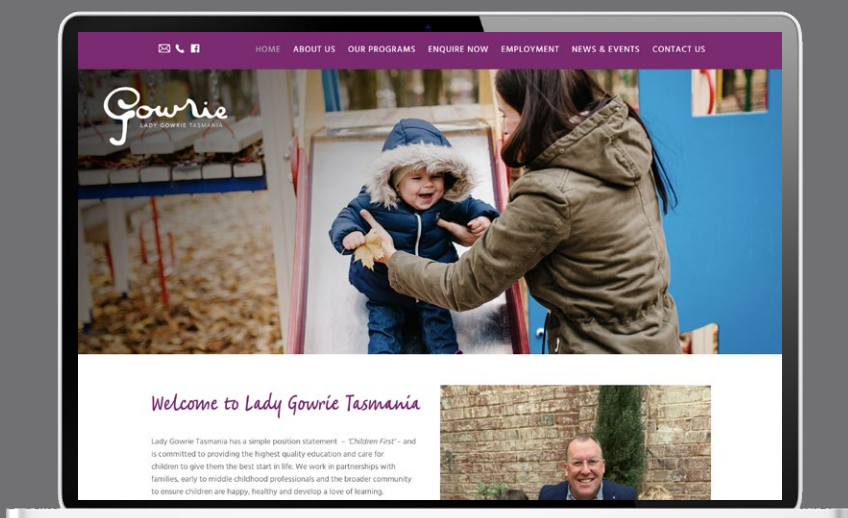 HOME ABOUT US OUR PROGRAMS ENQUIRE NOW EMPLOYMENT NEWS & EVENTS CONTACT US
Gowrie
LADY GOWRIE TASMANIA
Welcome to Lady Gowrie Tasmania
Lady Gowrie Tasmania has a simple position statement – 'Children First' – and
is committed to providing the highest quality education and care for
children to give them the best start in life. We work in partnerships with
families, early to middle childhood professionals and the broader community
to ensure children are happy, healthy and develop a love of learning.